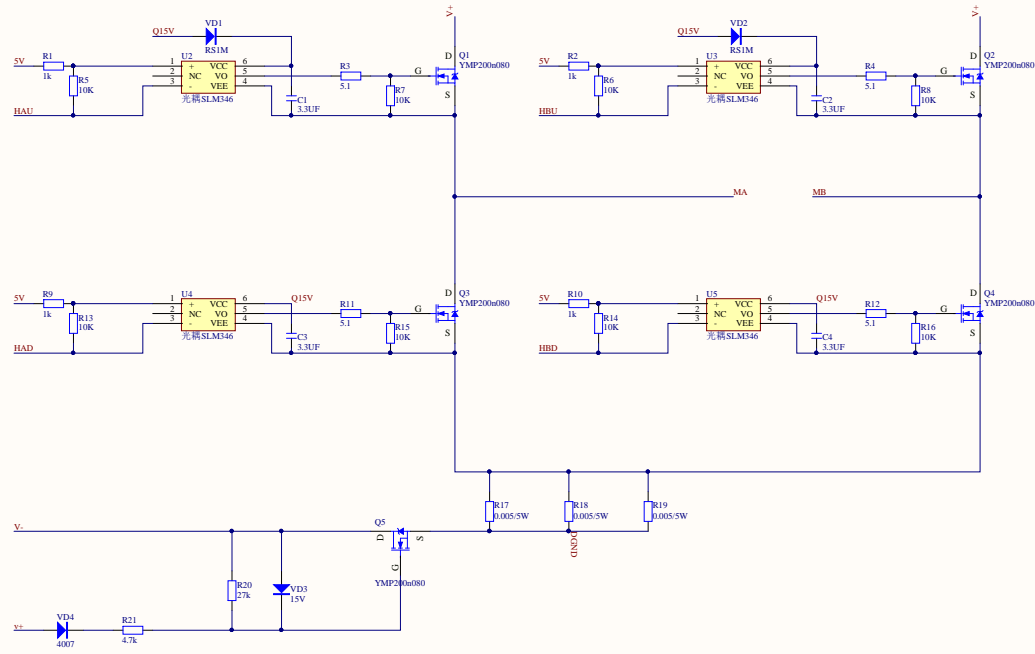 V+
V+
VD1
Q15V
RS1M
VD2
Q15V
RS1M
5V
R1
1k
R5
10K
HAU
U2
1
2
3
+
NC
-
VCC
VO
VEE
6
5
4
光耦SLM346
C1
3.3UF
R3
5.1
R7
10K
D
G
S
Q1
YMP200n080
5V
R2
1k
R6
10K
HBU
U3
1
2
3
+
NC
-
VCC
VO
VEE
6
5
4
光耦SLM346
C2
3.3UF
R4
5.1
R8
10K
D
G
S
Q2
YMP200n080
MA
MB
5V
R9
1k
R13
10K
HAD
U4
1
2
3
+
NC
-
VCC
VO
VEE
6
5
4
光耦SLM346
Q15V
C3
3.3UF
R11
5.1
R15
10K
D
G
S
Q3
YMP200n080
5V
R10
1k
R14
10K
HBD
U5
1
2
3
+
NC
-
VCC
VO
VEE
6
5
4
光耦SLM346
Q15V
C4
3.3UF
R12
5.1
R16
10K
D
G
S
Q4
YMP200n080
R17
0.005/5W
R18
0.005/5W
R19
0.005/5W
DGND
V-
Q5
D
S
G
YMP200n080
R20
27k
VD3
15V
v+
VD4
4007
R21
4.7k